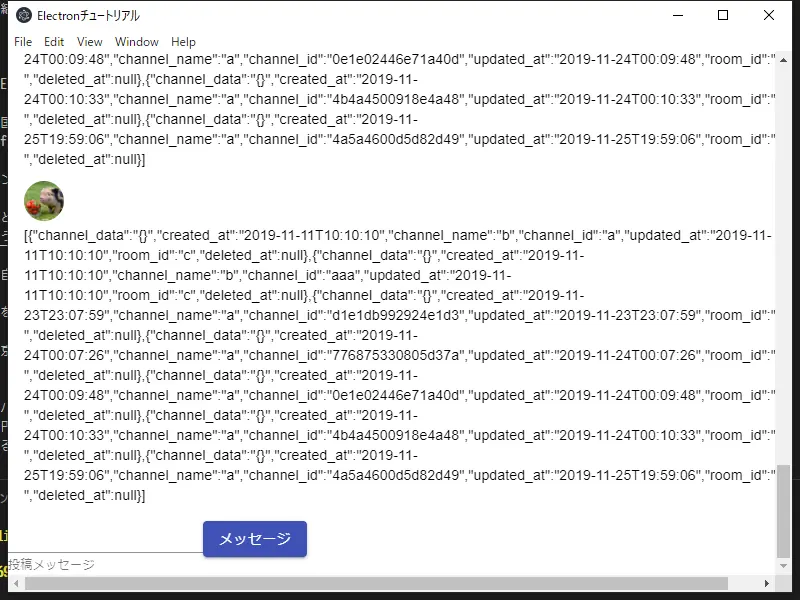 Electronチュートリアル
File Edit View Window Help
24T00:09:48","channel_name":"a","channel_id":"0e1e02446e71a40d","updated_at":"2019-11-24T00:09:48","room_id":"
","deleted_at":null},{"channel_data":"{}","created_at":"2019-11-
24T00:10:33","channel_name":"a","channel_id":"4b4a4500918e4a48","updated_at":"2019-11-24T00:10:33","room_id":"
","deleted_at":null},{"channel_data":"{}","created_at":"2019-11-
25T19:59:06","channel_name":"a","channel_id":"4a5a4600d5d82d49","updated_at":"2019-11-25T19:59:06","room_id":"
","deleted_at":null}]
[{"channel_data":"{}","created_at":"2019-11-11T10:10:10","channel_name":"b","channel_id":"a","updated_at":"2019-11-
11T10:10:10","room_id":"c","deleted_at":null},{"channel_data":"{}","created_at":"2019-11-
11T10:10:10","channel_name":"b","channel_id":"aaa","updated_at":"2019-11-
11T10:10:10","room_id":"c","deleted_at":null},{"channel_data":"{}","created_at":"2019-11-
23T23:07:59","channel_name":"a","channel_id":"d1e1db992924e1d3","updated_at":"2019-11-23T23:07:59","room_id":"
","deleted_at":null},{"channel_data":"{}","created_at":"2019-11-
24T00:07:26","channel_name":"a","channel_id":"776875330805d37a","updated_at":"2019-11-24T00:07:26","room_id":"
","deleted_at":null},{"channel_data":"{}","created_at":"2019-11-
24T00:09:48","channel_name":"a","channel_id":"0e1e02446e71a40d","updated_at":"2019-11-24T00:09:48","room_id":"
","deleted_at":null},{"channel_data":"{}","created_at":"2019-11-
24T00:10:33","channel_name":"a","channel_id":"4b4a4500918e4a48","updated_at":"2019-11-24T00:10:33","room_id":"
","deleted_at":null},{"channel_data":"{}","created_at":"2019-11-
25T19:59:06","channel_name":"a","channel_id":"4a5a4600d5d82d49","updated_at":"2019-11-25T19:59:06","room_id":"
","deleted_at":null}]
メッセージ
投稿メッセージ